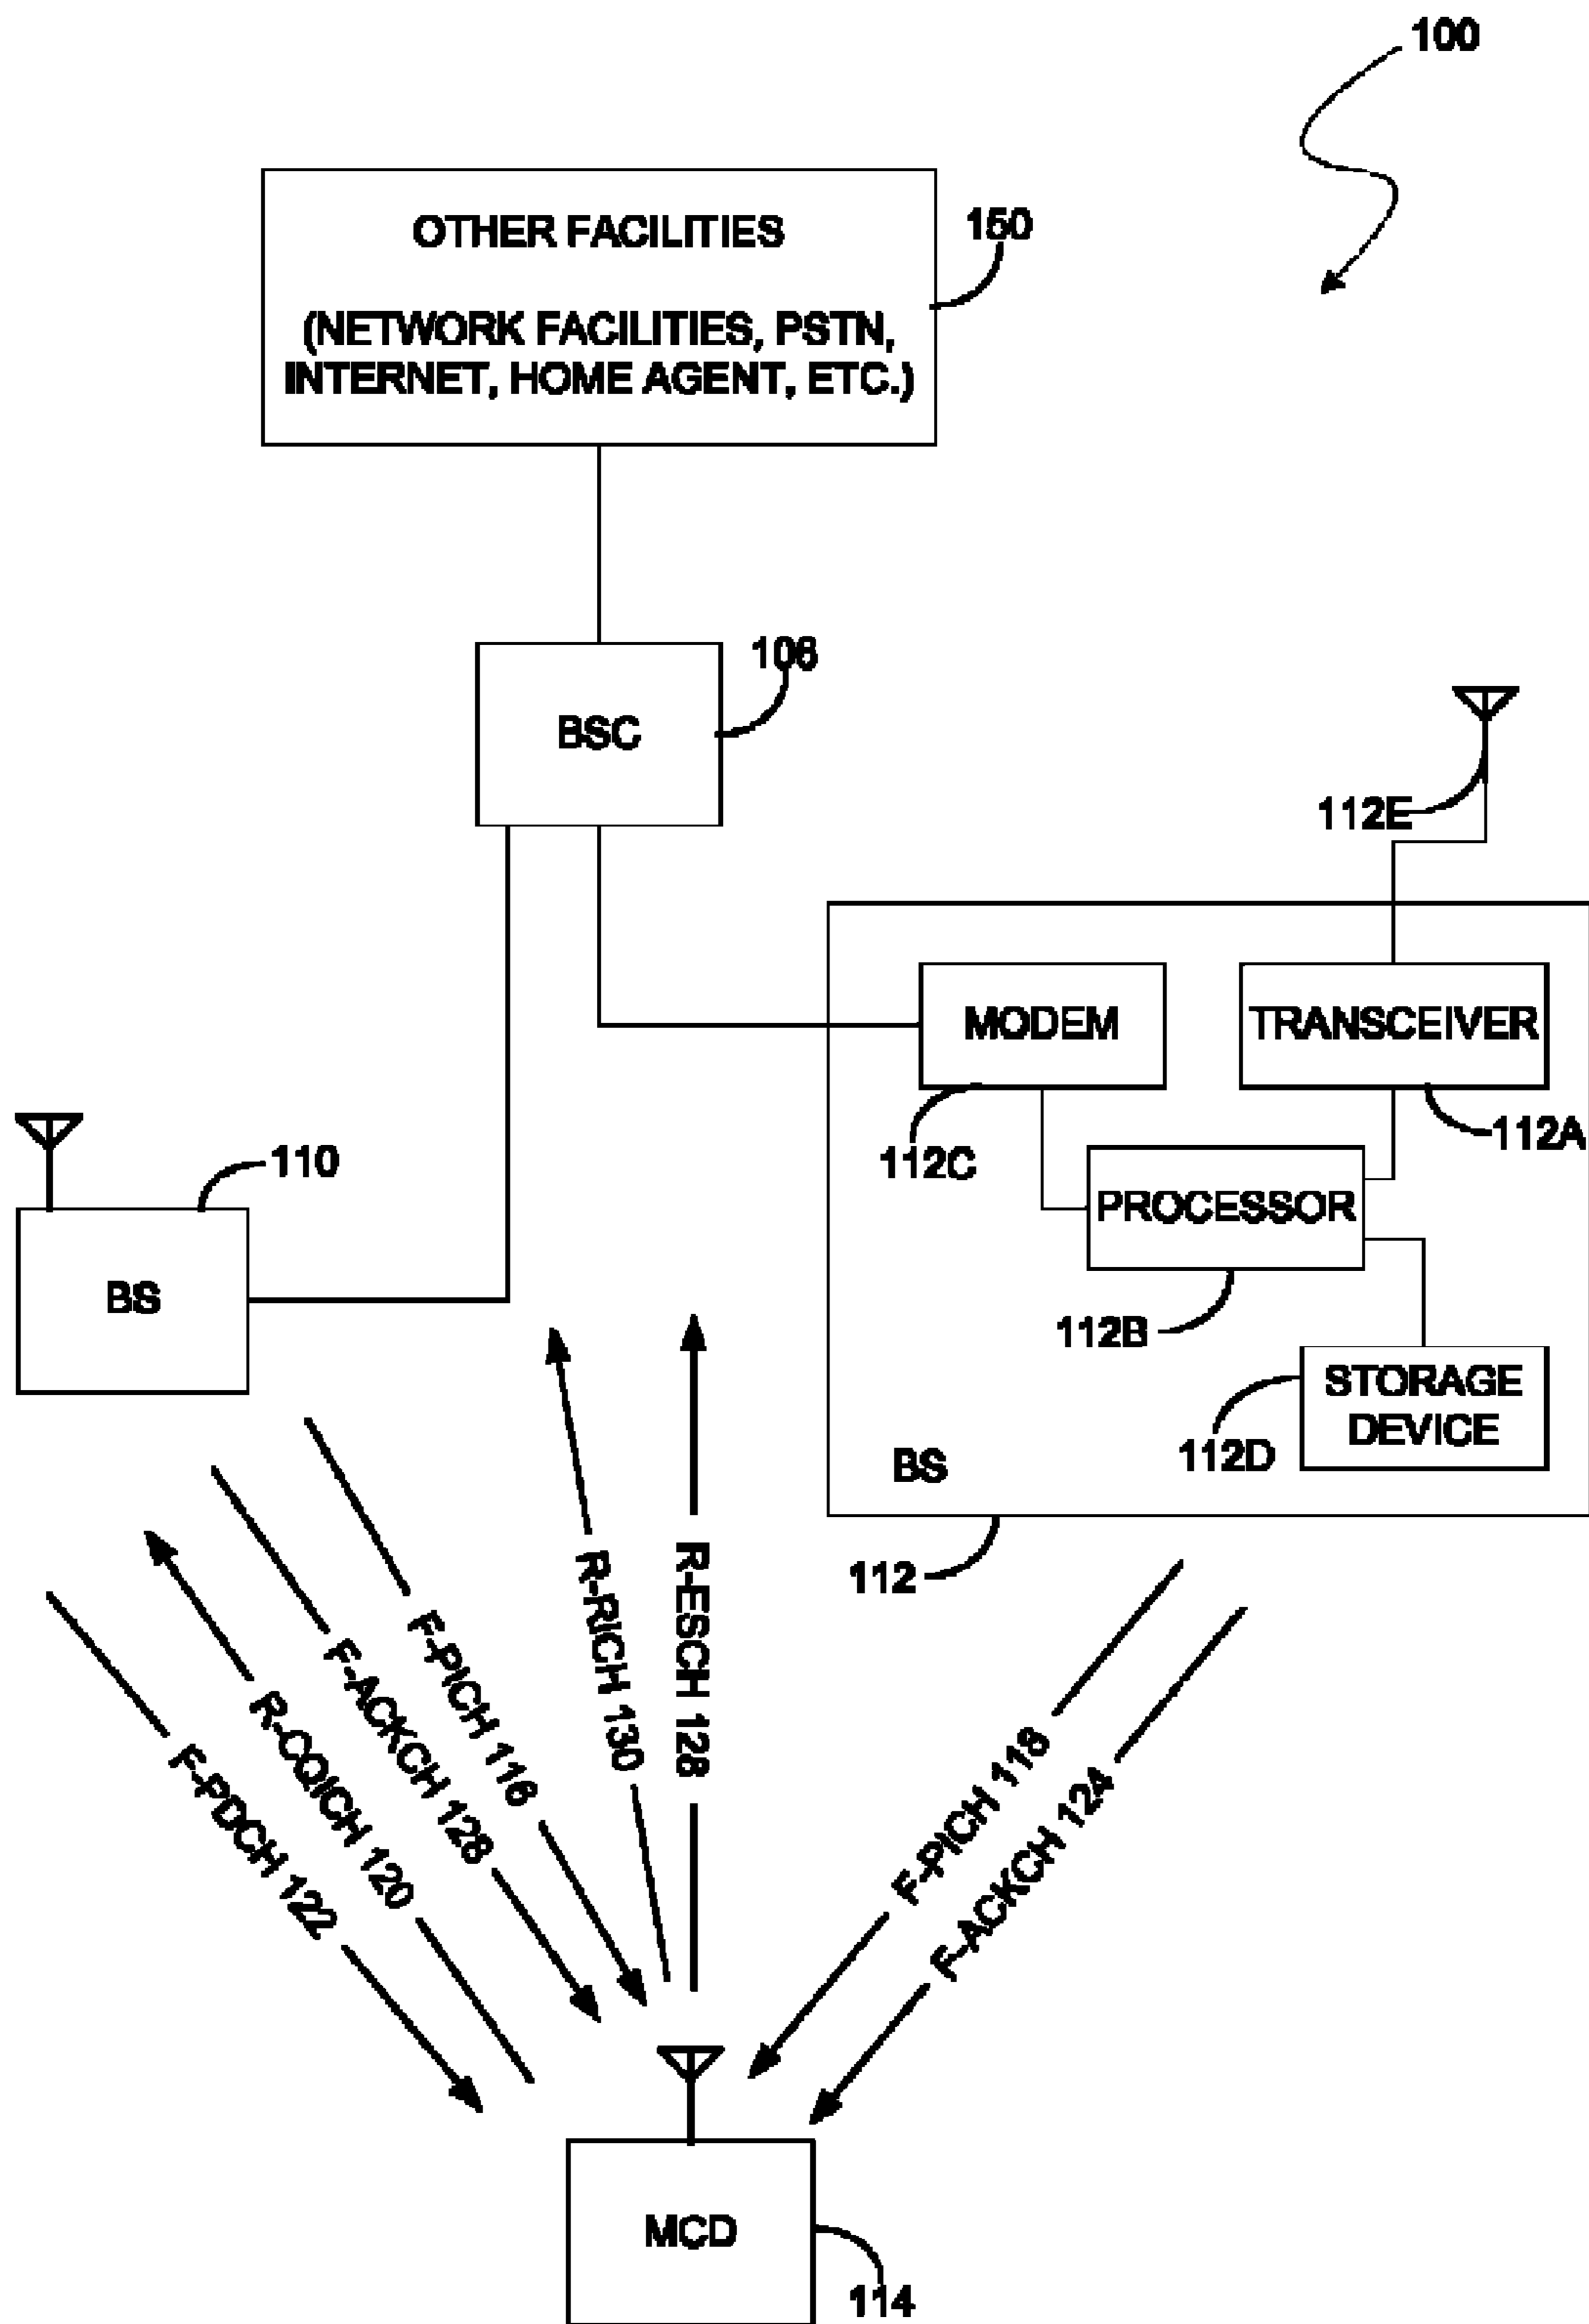 100
OTHER FACILITIES
150
(NETWORK FACILITIES, PSTN,
INTERNET, HOME AGENT, ETC.)
106
BSC
112E
MODEM
TRANSCEIVER
112C
112A
110
PROCESSOR
BS
112B
STORAGE
DEVICE
112D
BS
112
F-PDCH 122
R-CQICH 120
F-ACKCH 128
F-PICH 116
R-RICH 130
R-ESCH 128
F-PICH 118
F-ACKCH 124
MCD
114